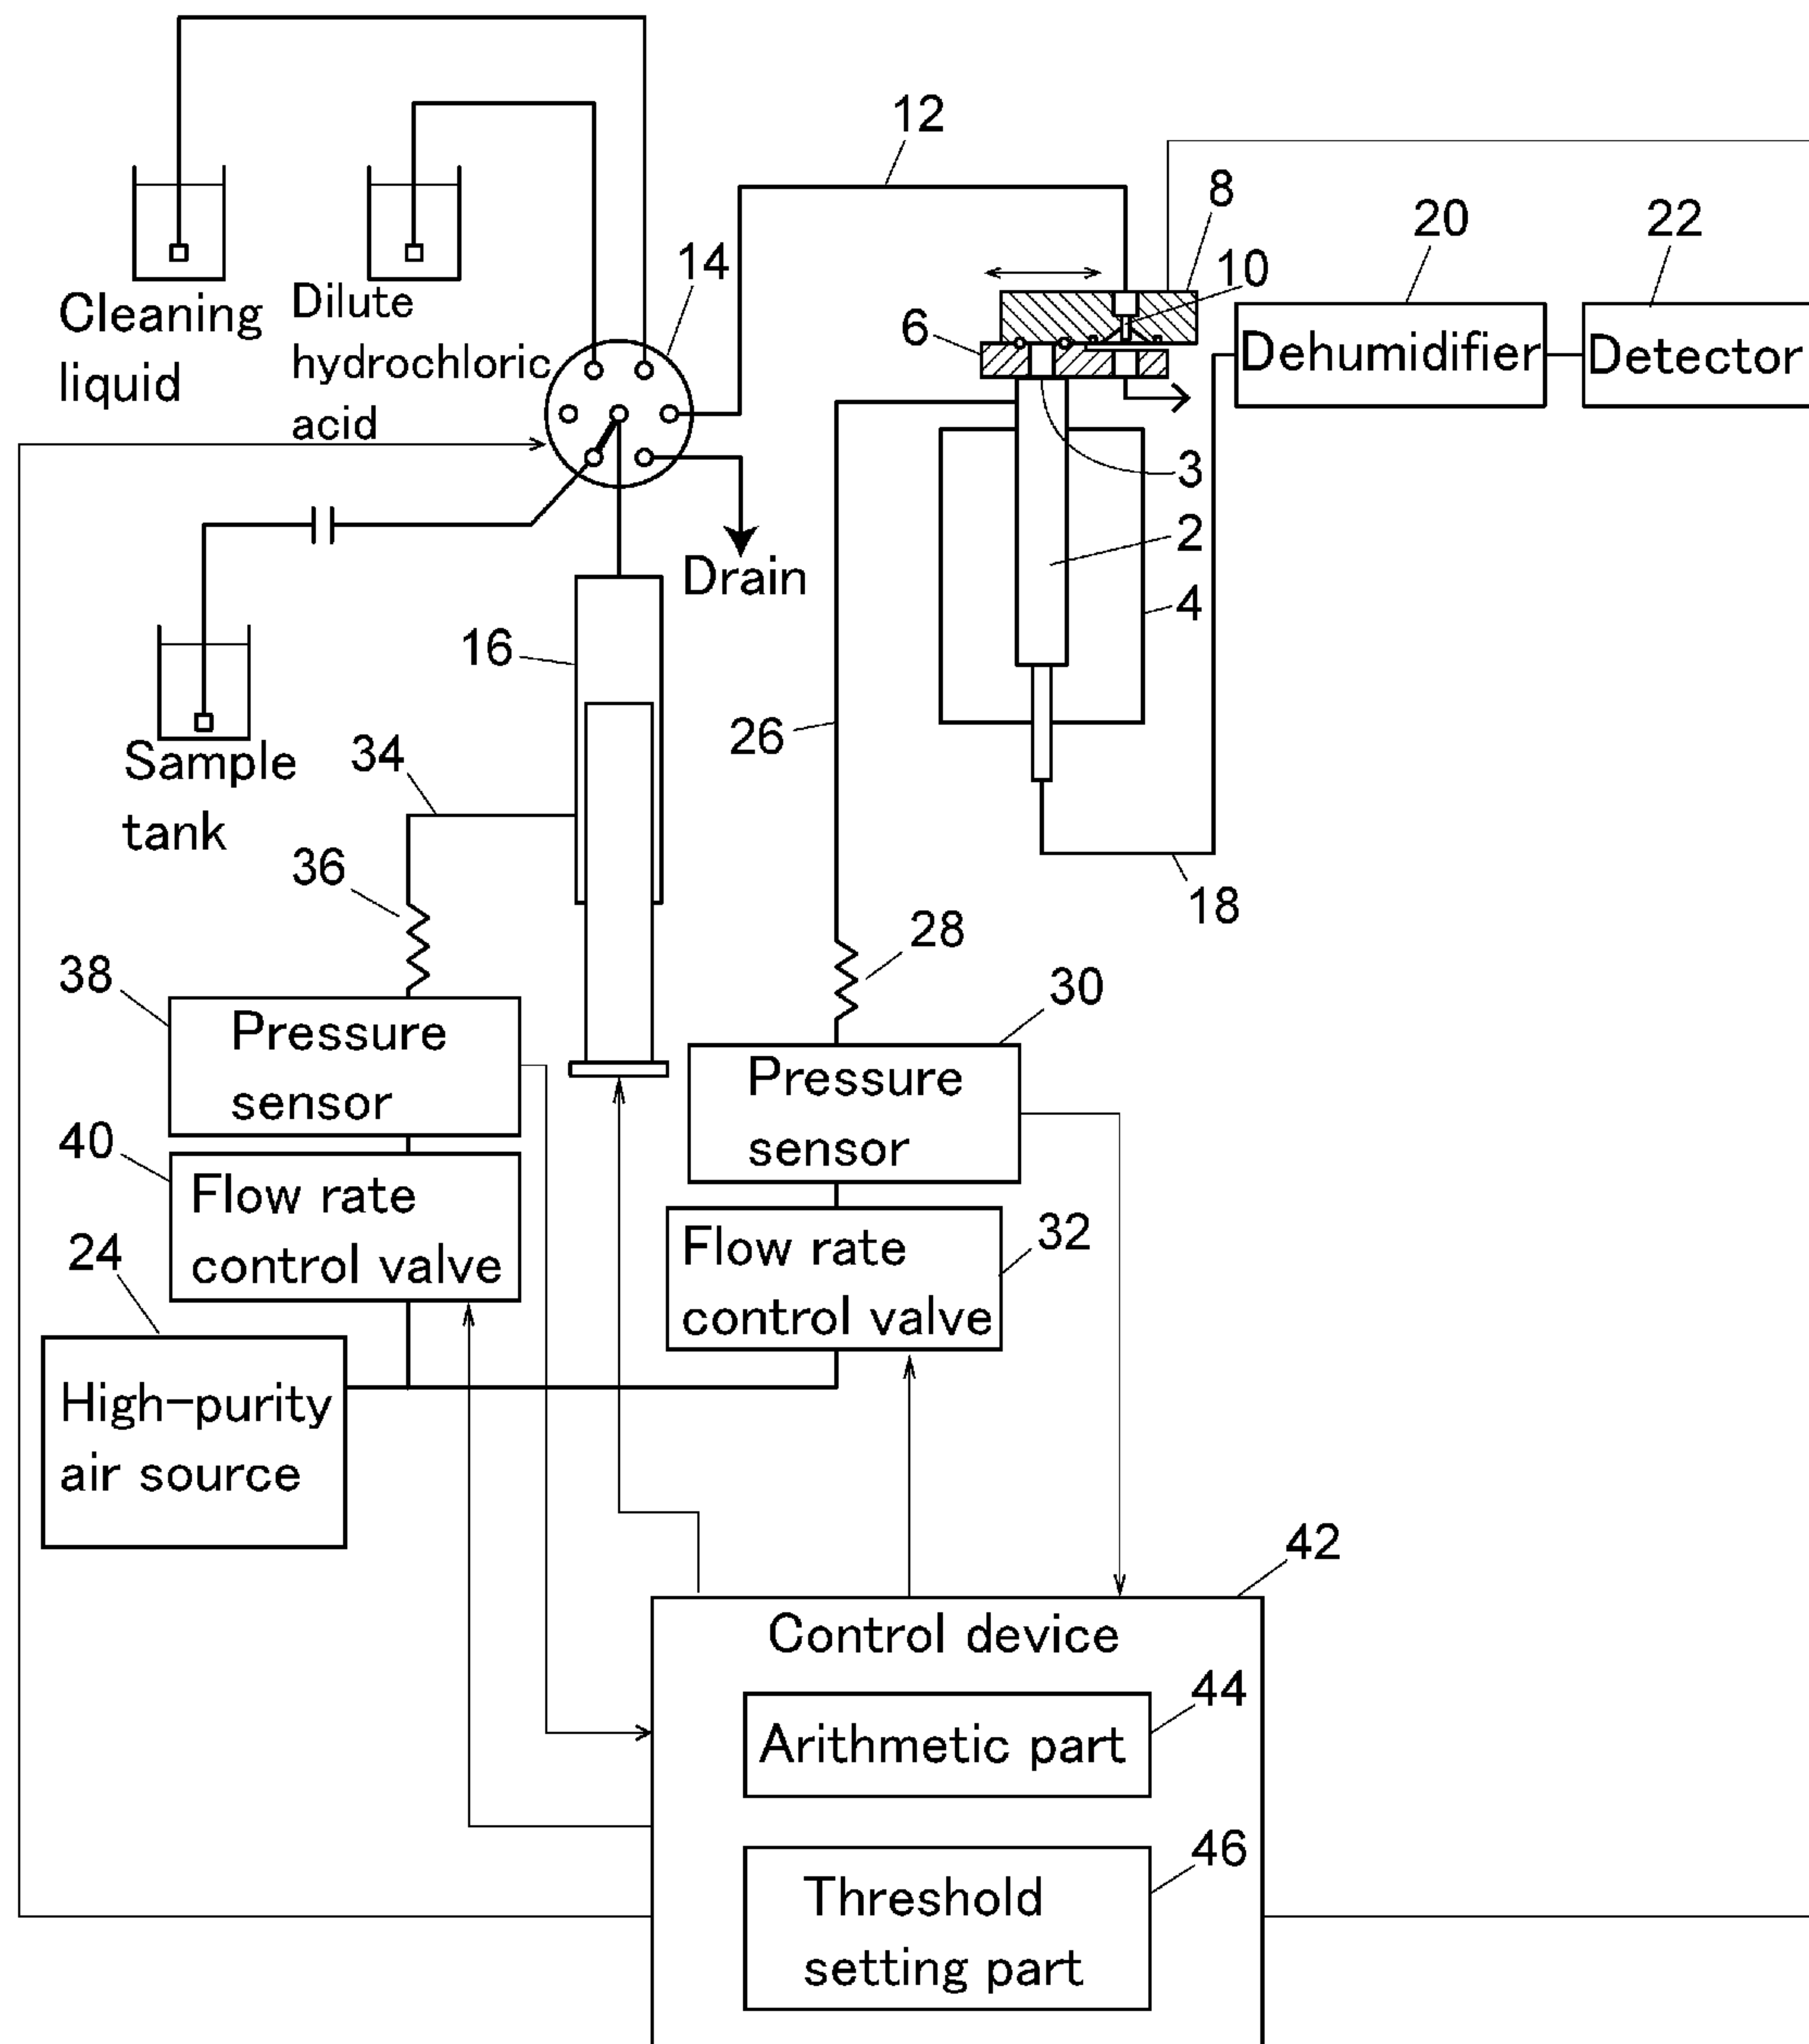 12
8
20
22
14
10
6
Cleaning
liquid
Dilute
hydrochloric
acid
Dehumidifier
Detector
3
2
4
Drain
16
26
Sample
tank
34
36
18
28
38
30
Pressure
sensor
Pressure
sensor
40
Flow rate
control valve
32
Flow rate
control valve
24
High-purity
air source
42
Control device
44
Arithmetic part
46
Threshold
setting part